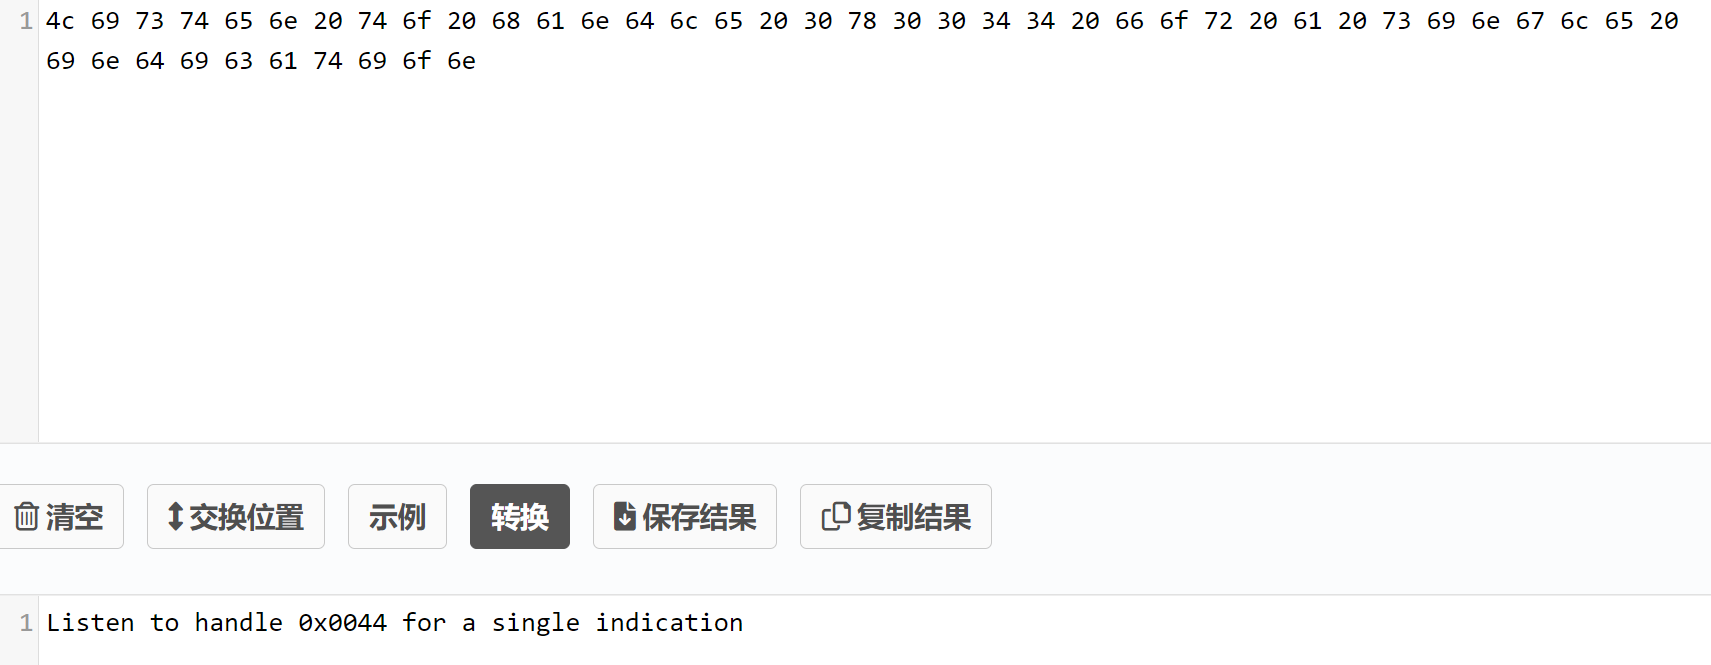 1 4c 69 73 74 65 6e 20 74 6f 20 68 61 6e 64 6c 65 20 30 78 30 30 34 34 20 66 6f 72 20 61 20 73 69 6e 67 6c 65 20
69 6e 64 69 63 61 74 69 6f 6e
清空 交换位置 示例 转换 保存结果 复制结果
1 Listen to handle 0x0044 for a single indication